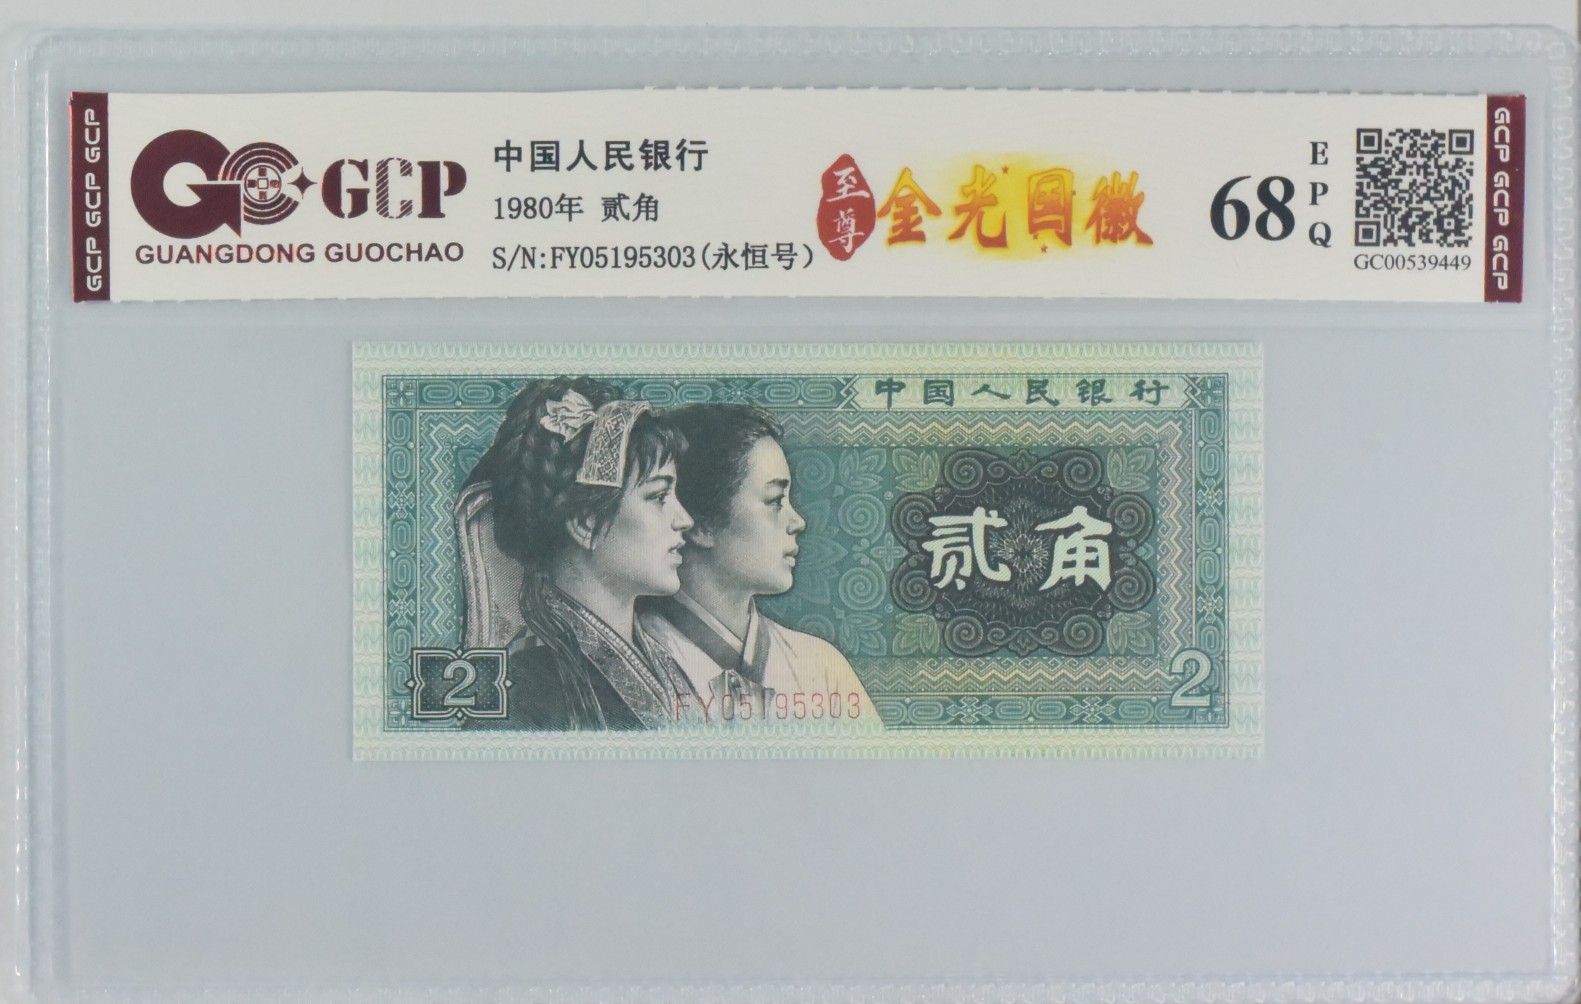 GCP GCP GCP
GCP
GUANGDONG GUOCHAO
中国人民银行
1980年 贰角
S/N:FY05195303(永恒号)
至尊
金光国徽
68
EPQ
GC00539449
GCP GCP GCP
中国人民银行
贰角
2
2
FY05195303